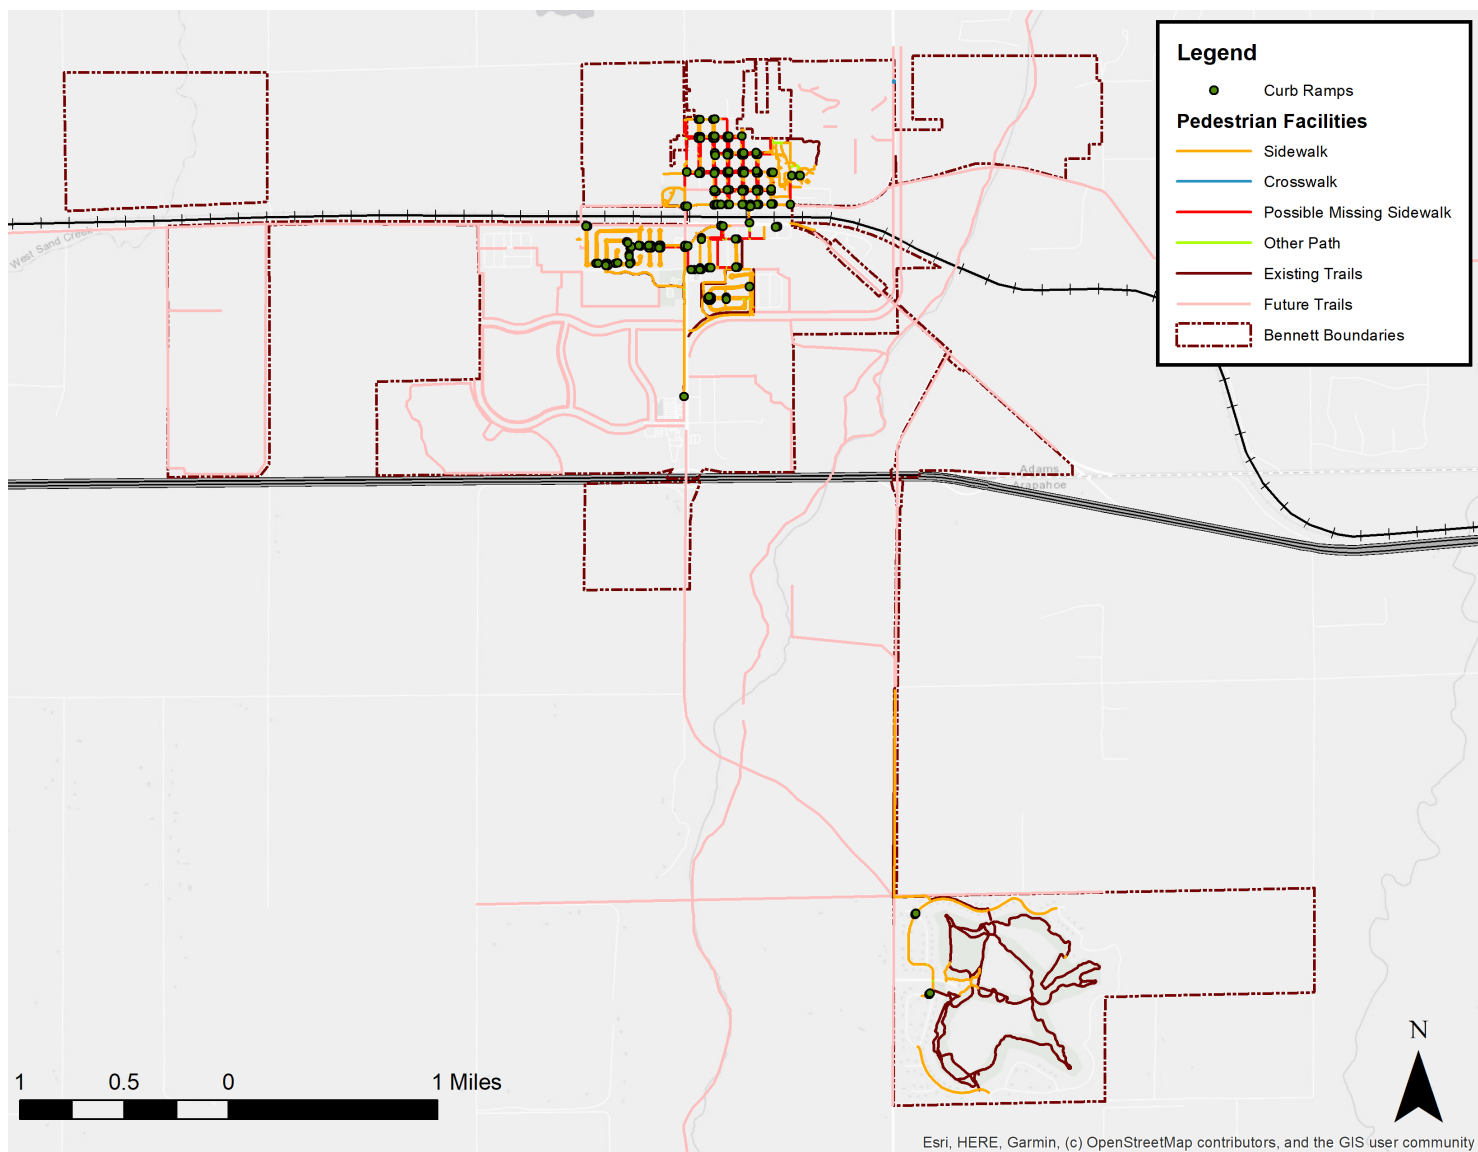 Legend
Curb Ramps
Pedestrian Facilities
Sidewalk
Crosswalk
Possible Missing Sidewalk
Other Path
Existing Trails
Future Trails
Bennett Boundaries
West Sand Creek
Adams
Arapahoe
N
1 0.5 0 1 Miles
Esri, HERE, Garmin, (c) OpenStreetMap contributors, and the GIS user community